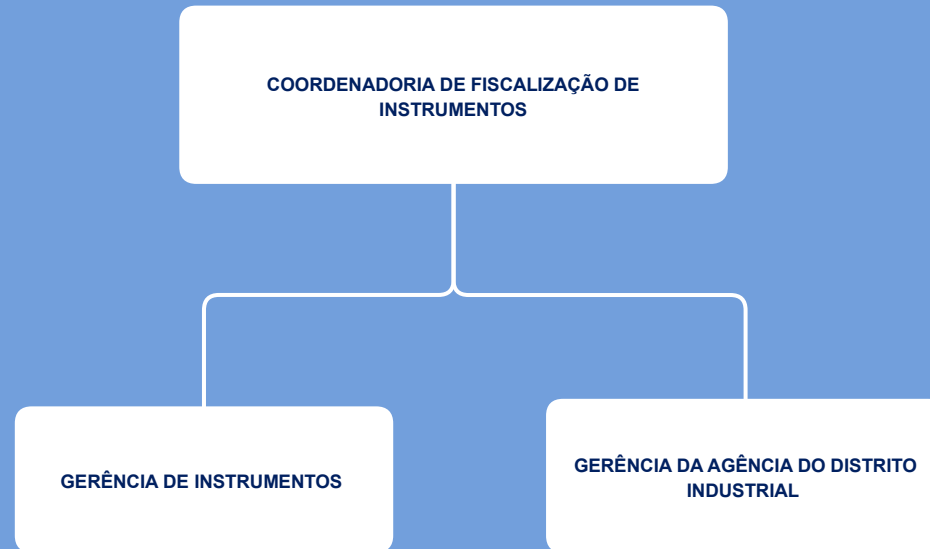 COORDENADORIA DE FISCALIZAÇÃO DE
INSTRUMENTOS
GERÊNCIA DE INSTRUMENTOS
GERÊNCIA DA AGÊNCIA DO DISTRITO
INDUSTRIAL